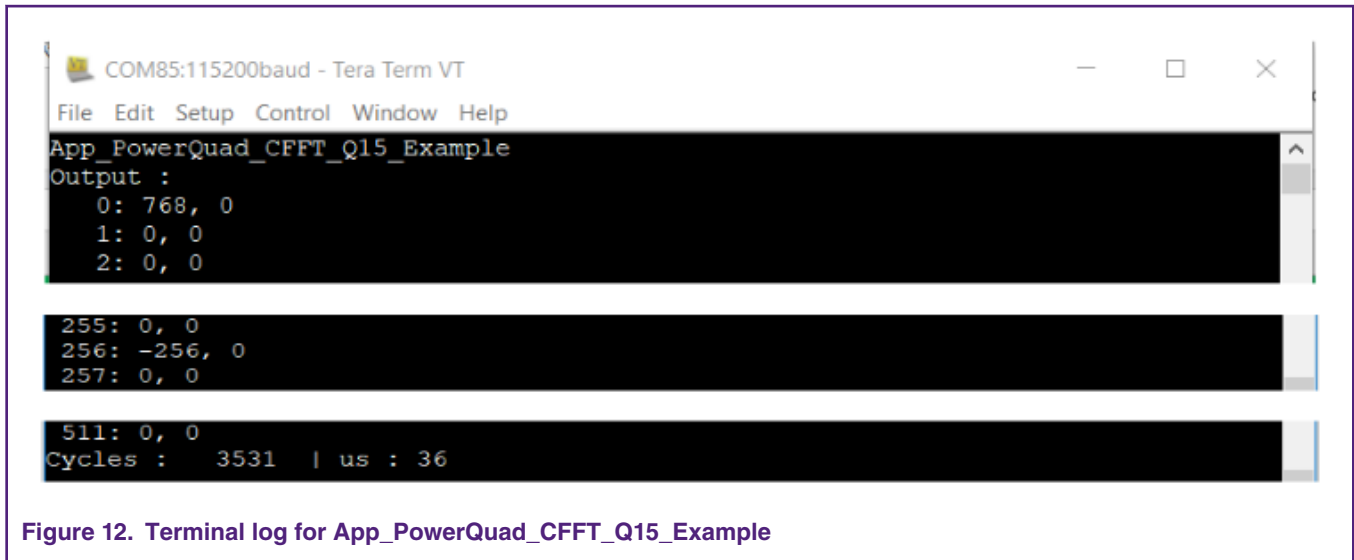 COM85:115200baud - Tera Term VT
File Edit Setup Control Window Help
App_PowerQuad_CFFT_Q15_Example
Output :
0: 768, 0
1: 0, 0
2: 0, 0
255: 0, 0
256: -256, 0
257: 0, 0
511: 0, 0
Cycles : 3531 | us : 36
Figure 12. Terminal log for App_PowerQuad_CFFT_Q15_Example